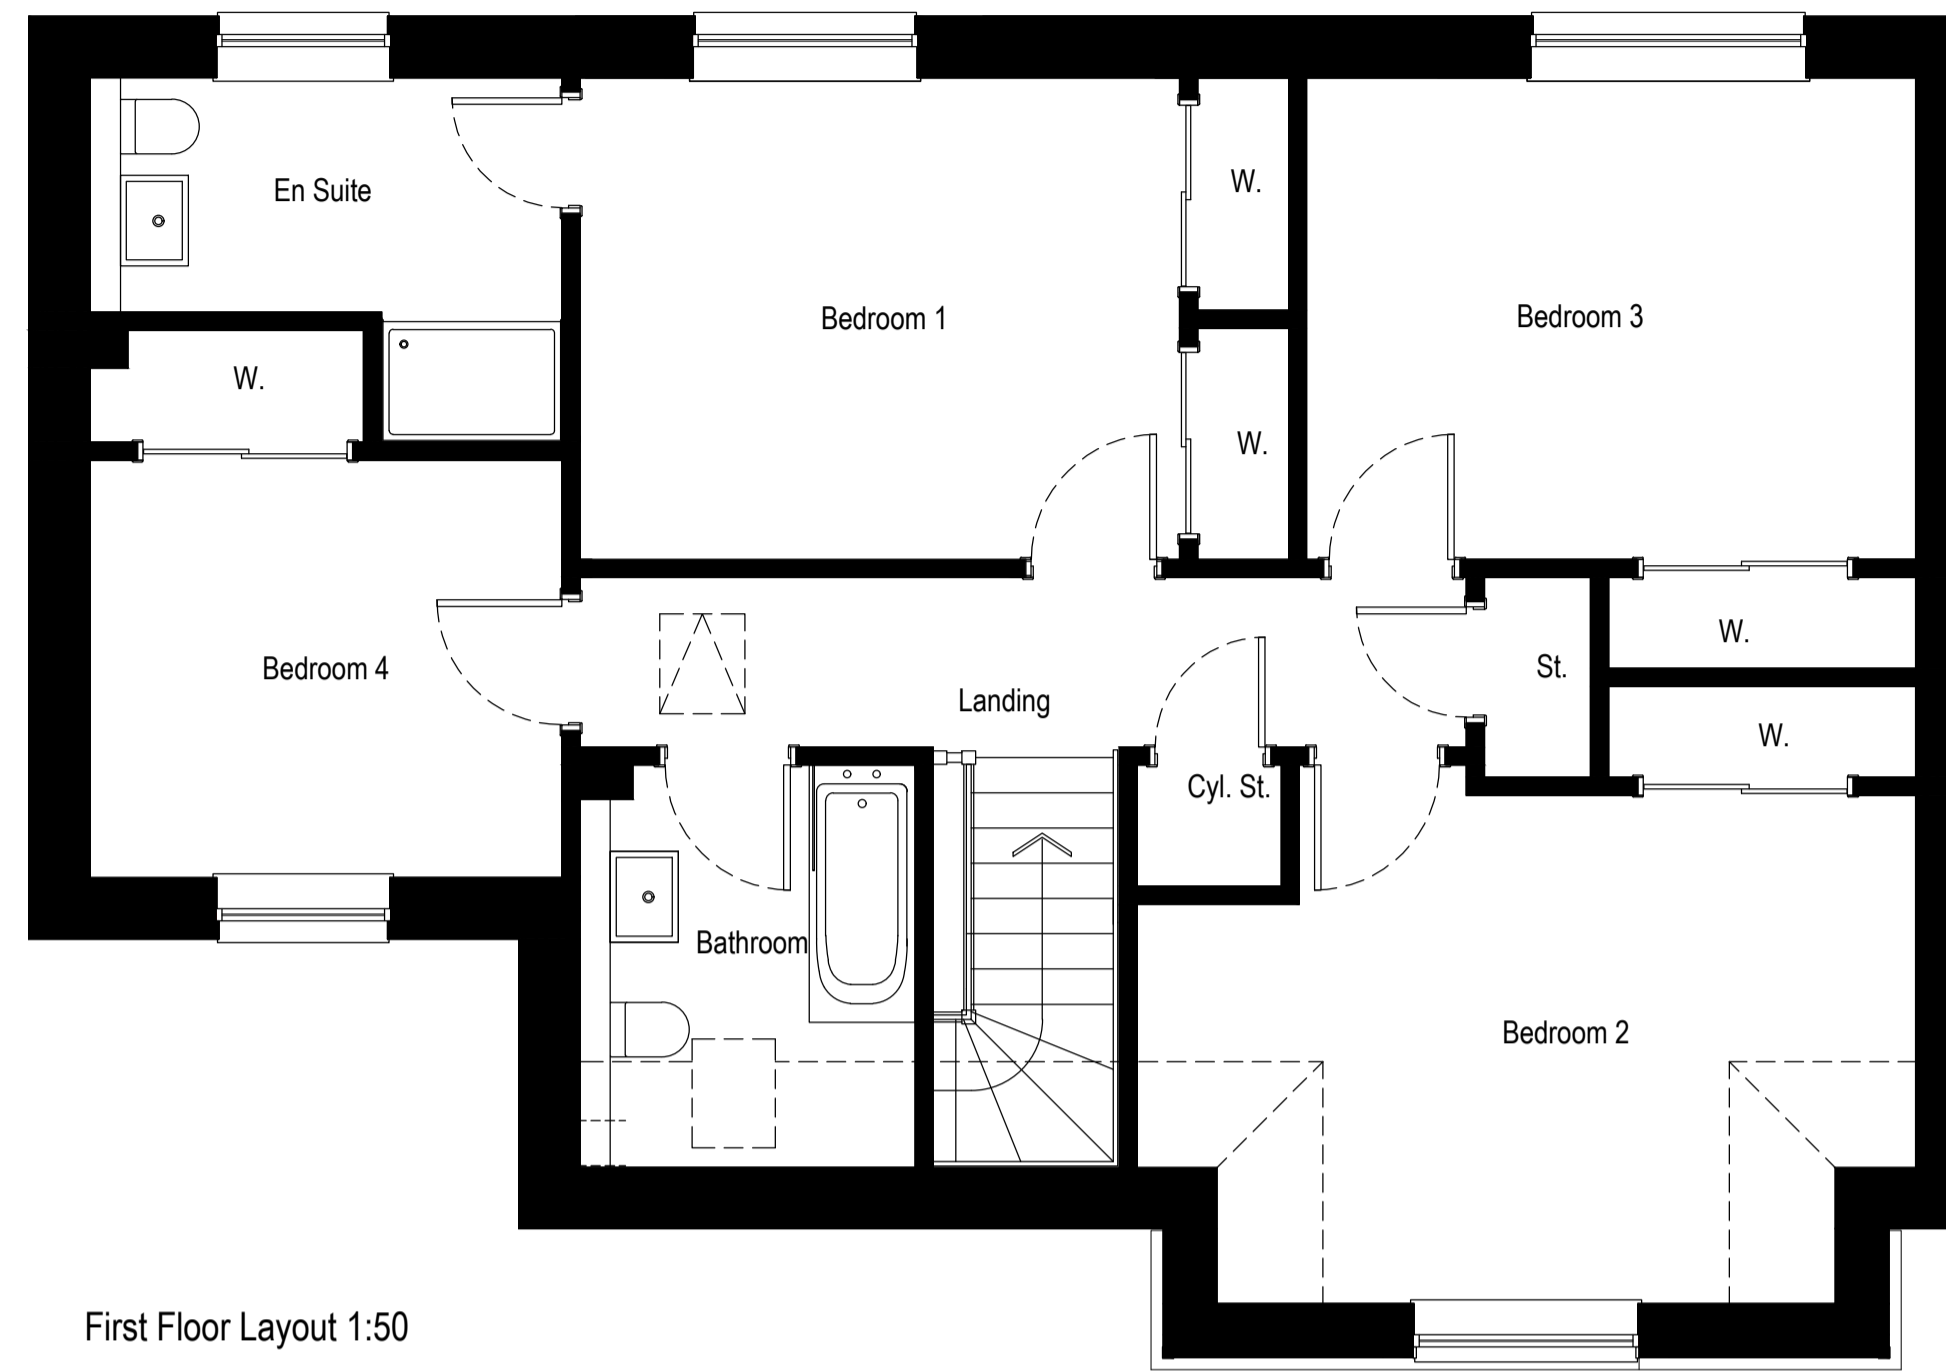 En Suite
W.
Bedroom 1
Bedroom 3
W.
W.
W.
Bedroom 4
Landing
St.
W.
Cyl. St.
Bathroom
Bedroom 2
W.
First Floor Layout 1:50